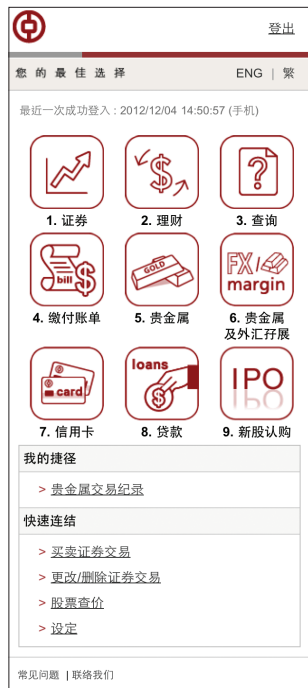 登出
您的最佳选择
ENG | 繁
最近一次成功登入 : 2012/12/04 14:50:57 (手机)
1. 证券
2. 理财
3. 查询
bill
GOLD
FX/
margin
4. 缴付账单
5. 贵金属
6. 贵金属
及外汇孖展
card
loans
IPO
7. 信用卡
8. 贷款
9. 新股认购
我的捷径
> 贵金属交易纪录
快速连结
> 买卖证券交易
> 更改/删除证券交易
> 股票查价
> 设定
常见问题 | 联络我们